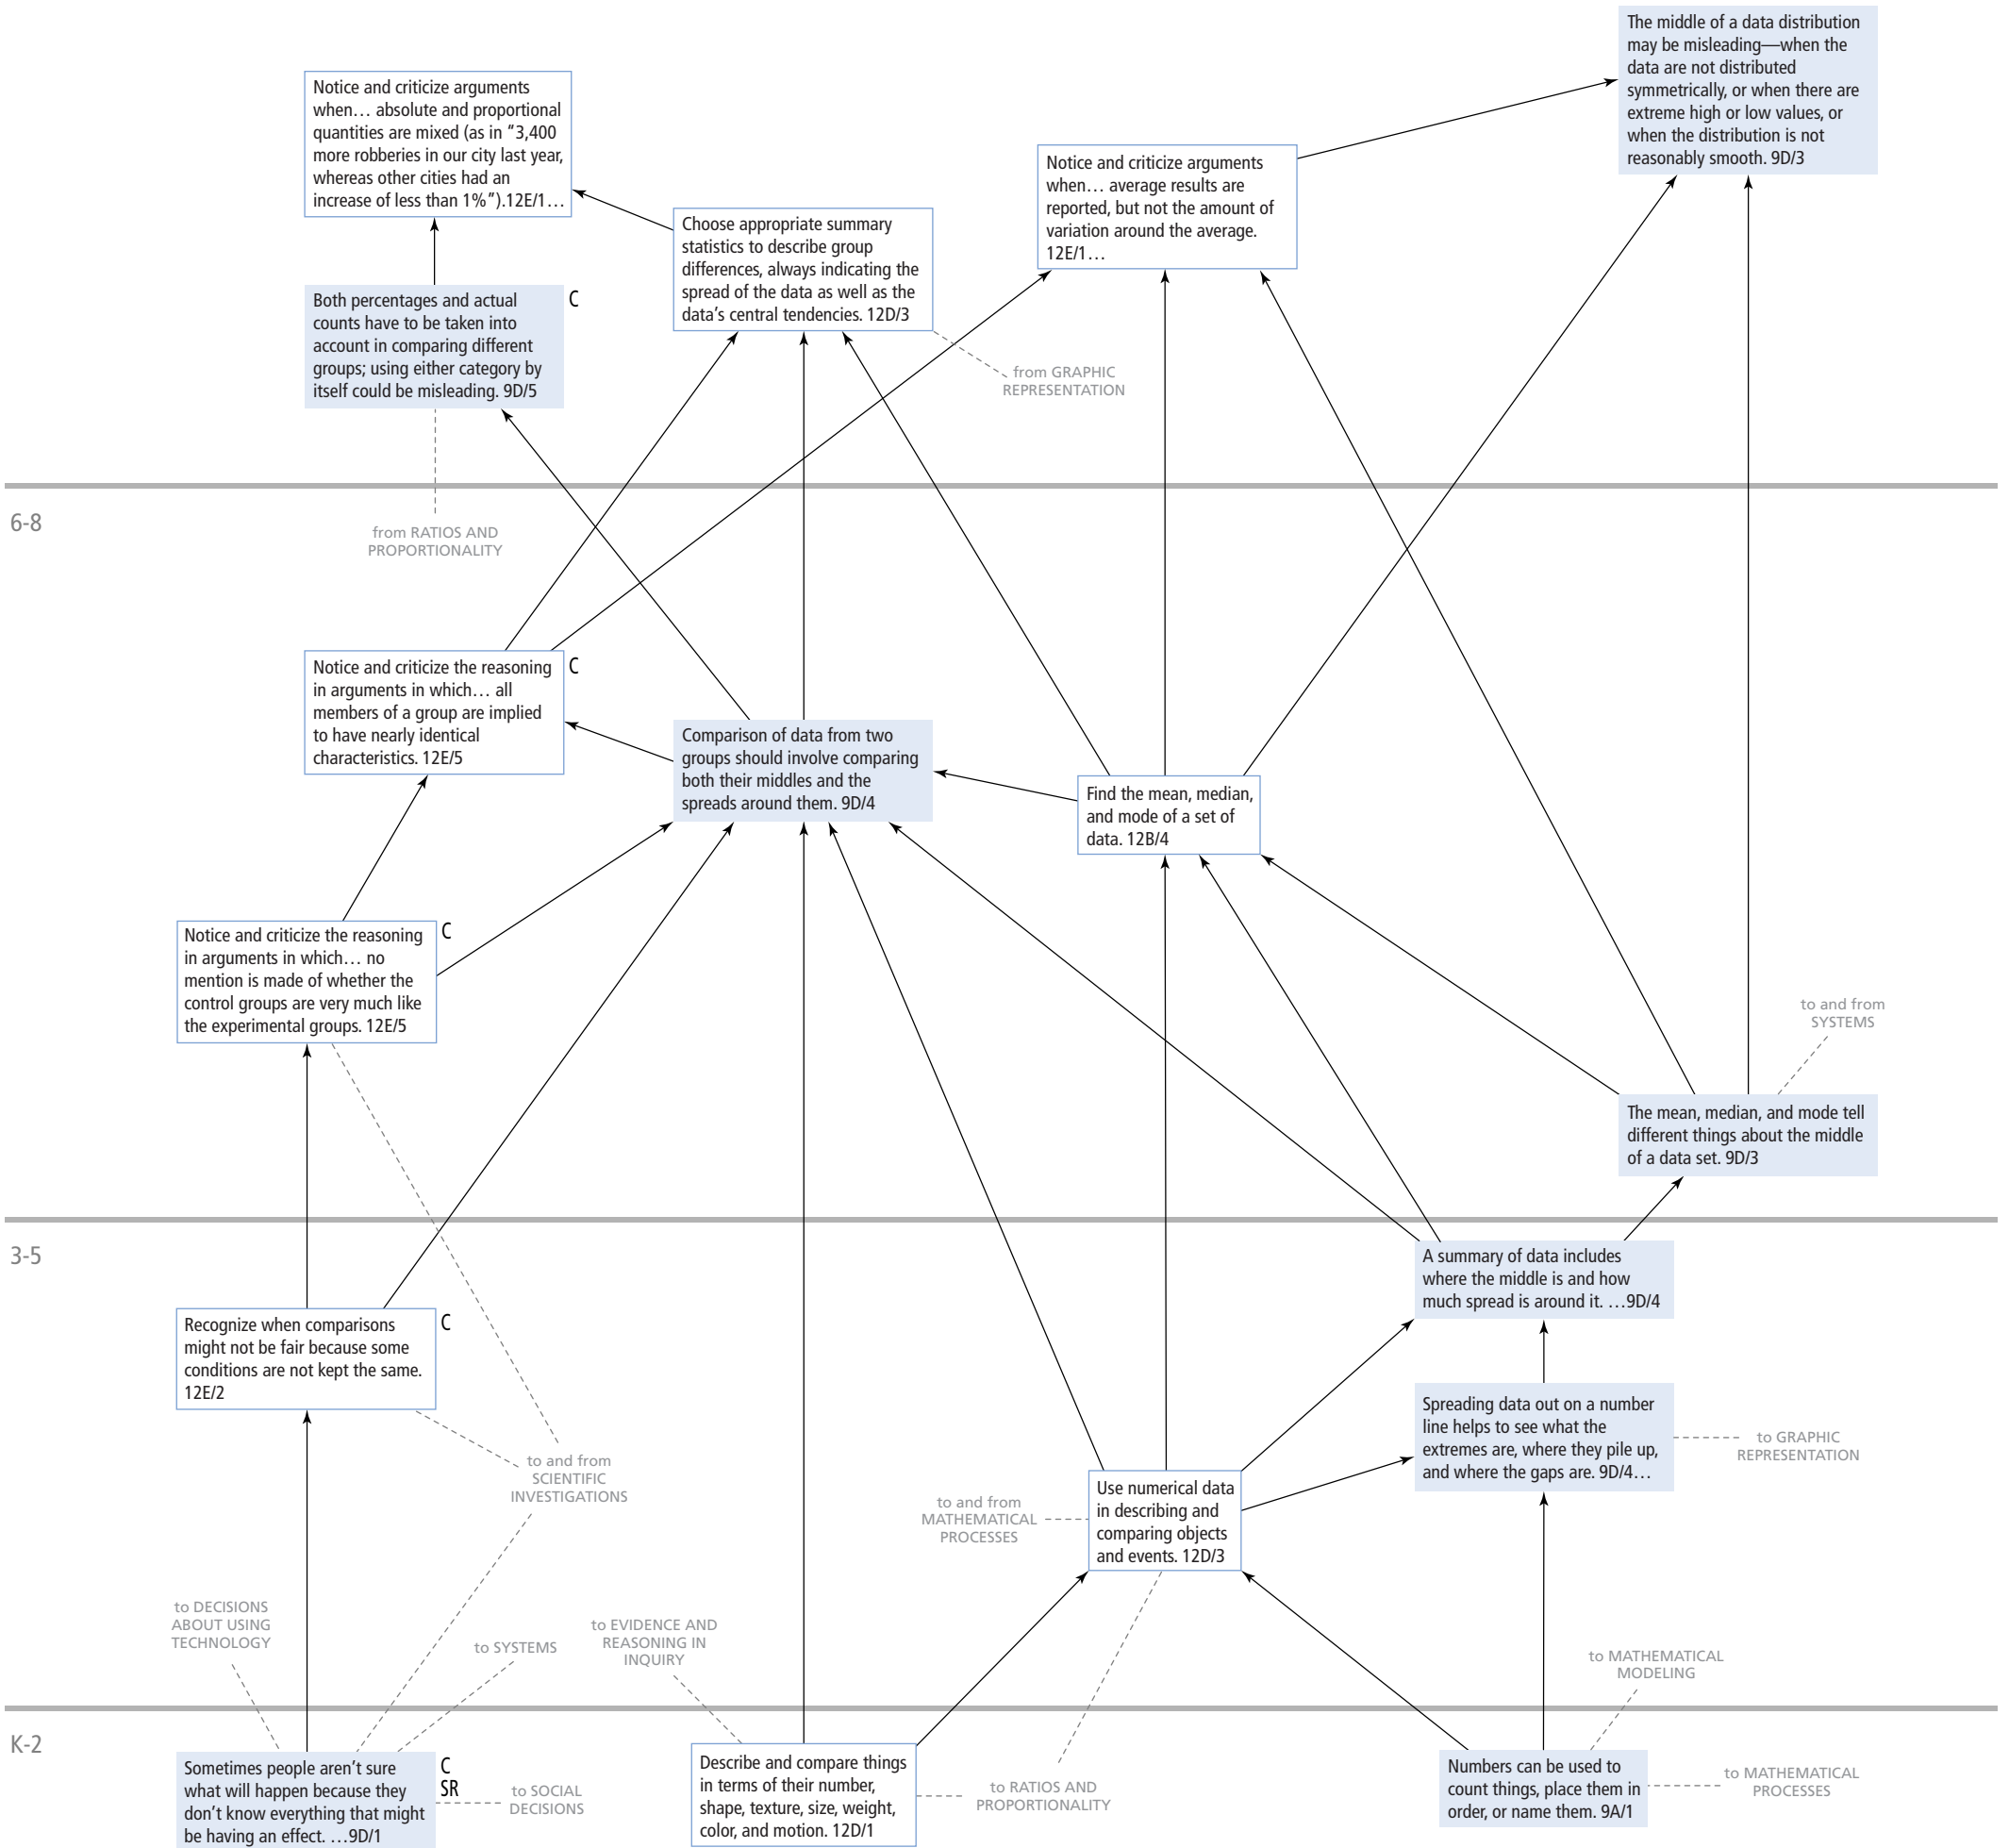 The middle of a data distribution
may be misleading—when the
data are not distributed
symmetrically, or when there are
extreme high or low values, or
when the distribution is not
reasonably smooth. 9D/3
Notice and criticize arguments
when… absolute and proportional
quantities are mixed (as in "3,400
more robberies in our city last year,
whereas other cities had an
increase of less than 1%").12E/1…
Notice and criticize arguments
when… average results are
reported, but not the amount of
variation around the average.
12E/1…
Choose appropriate summary
statistics to describe group
differences, always indicating the
spread of the data as well as the
data's central tendencies. 12D/3
Both percentages and actual
counts have to be taken into
account in comparing different
groups; using either category by
itself could be misleading. 9D/5
C
from GRAPHIC
REPRESENTATION
6-8
from RATIOS AND
PROPORTIONALITY
Notice and criticize the reasoning
in arguments in which… all
members of a group are implied
to have nearly identical
characteristics. 12E/5
C
Comparison of data from two
groups should involve comparing
both their middles and the
spreads around them. 9D/4
Find the mean, median,
and mode of a set of
data. 12B/4
Notice and criticize the reasoning
in arguments in which… no
mention is made of whether the
control groups are very much like
the experimental groups. 12E/5
C
to and from
SYSTEMS
The mean, median, and mode tell
different things about the middle
of a data set. 9D/3
3-5
A summary of data includes
where the middle is and how
much spread is around it. …9D/4
Recognize when comparisons
might not be fair because some
conditions are not kept the same.
12E/2
C
Spreading data out on a number
line helps to see what the
extremes are, where they pile up,
and where the gaps are. 9D/4…
to GRAPHIC
REPRESENTATION
to and from
SCIENTIFIC
INVESTIGATIONS
to and from
MATHEMATICAL
PROCESSES
Use numerical data
in describing and
comparing objects
and events. 12D/3
to DECISIONS
ABOUT USING
TECHNOLOGY
to SYSTEMS
to EVIDENCE AND
REASONING IN
INQUIRY
to MATHEMATICAL
MODELING
K-2
Sometimes people aren't sure
what will happen because they
don't know everything that might
be having an effect. …9D/1
C
SR
to SOCIAL
DECISIONS
Describe and compare things
in terms of their number,
shape, texture, size, weight,
color, and motion. 12D/1
to RATIOS AND
PROPORTIONALITY
Numbers can be used to
count things, place them in
order, or name them. 9A/1
to MATHEMATICAL
PROCESSES